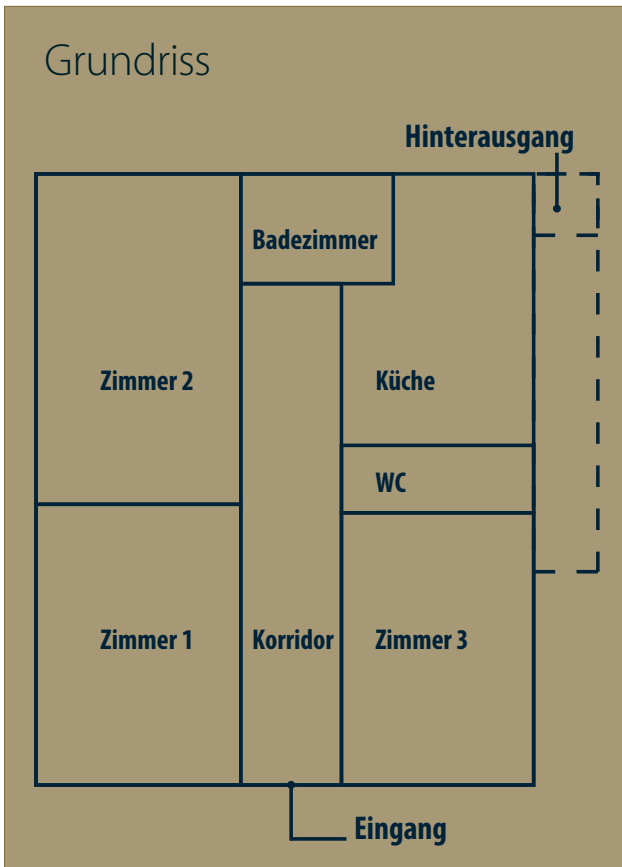 Grundriss
Hinterausgang
Badezimmer
Zimmer 2
Küche
WC
Zimmer 1
Korridor
Zimmer 3
Eingang